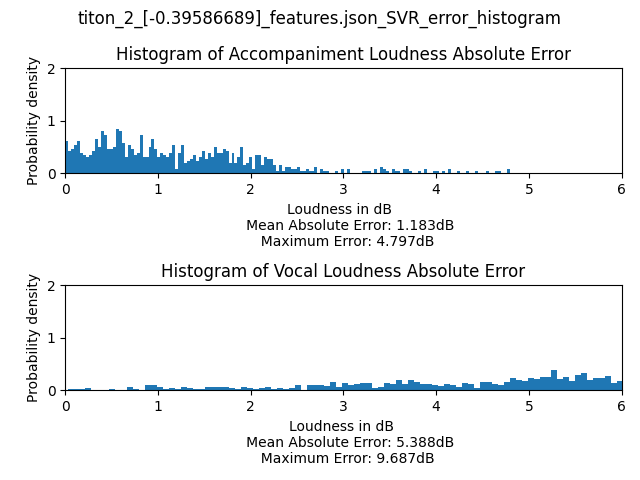 titon_2_[-0.39586689]_features.json_SVR_error_histogram
Histogram of Accompaniment Loudness Absolute Error
Probability density
2
1
0
0 1 2 3 4 5 6
Loudness in dB
Mean Absolute Error: 1.183dB
Maximum Error: 4.797dB
Histogram of Vocal Loudness Absolute Error
Probability density
2
1
0
0 1 2 3 4 5 6
Loudness in dB
Mean Absolute Error: 5.388dB
Maximum Error: 9.687dB